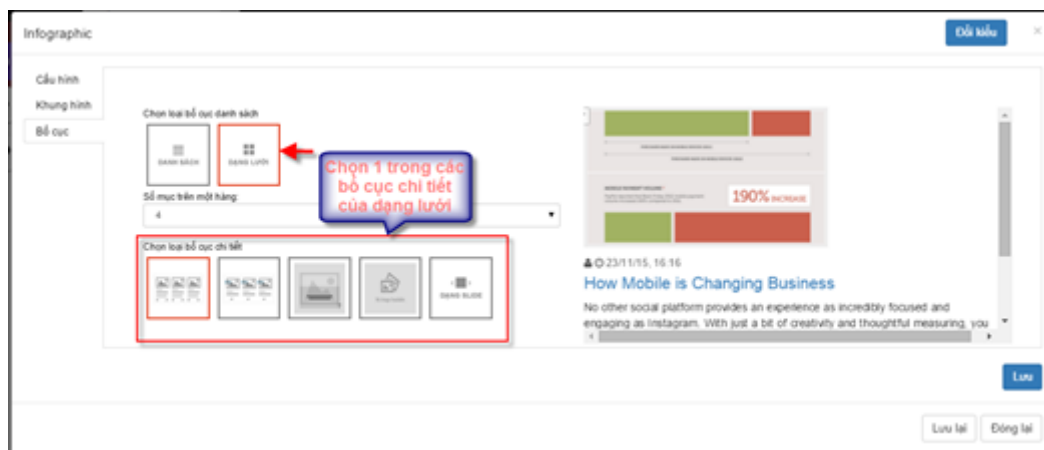 Infographic
Đổi kiểu
×
Cấu hình
Khung hình
Bố cục
Chọn loại bố cục danh sách
DANH SÁCH
DẠNG LƯỚI
Chọn 1 trong các
bố cục chi tiết
của dạng lưới
Số mục trên một hàng:
4
Chọn loại bố cục chi tiết
DẠNG SLIDE
190% INCREASE
23/11/15, 16:16
How Mobile is Changing Business
No other social platform provides an experience as incredibly focused and
engaging as Instagram. With just a bit of creativity and thoughtful measuring, you
Lưu
Lưu lại
Đóng lại